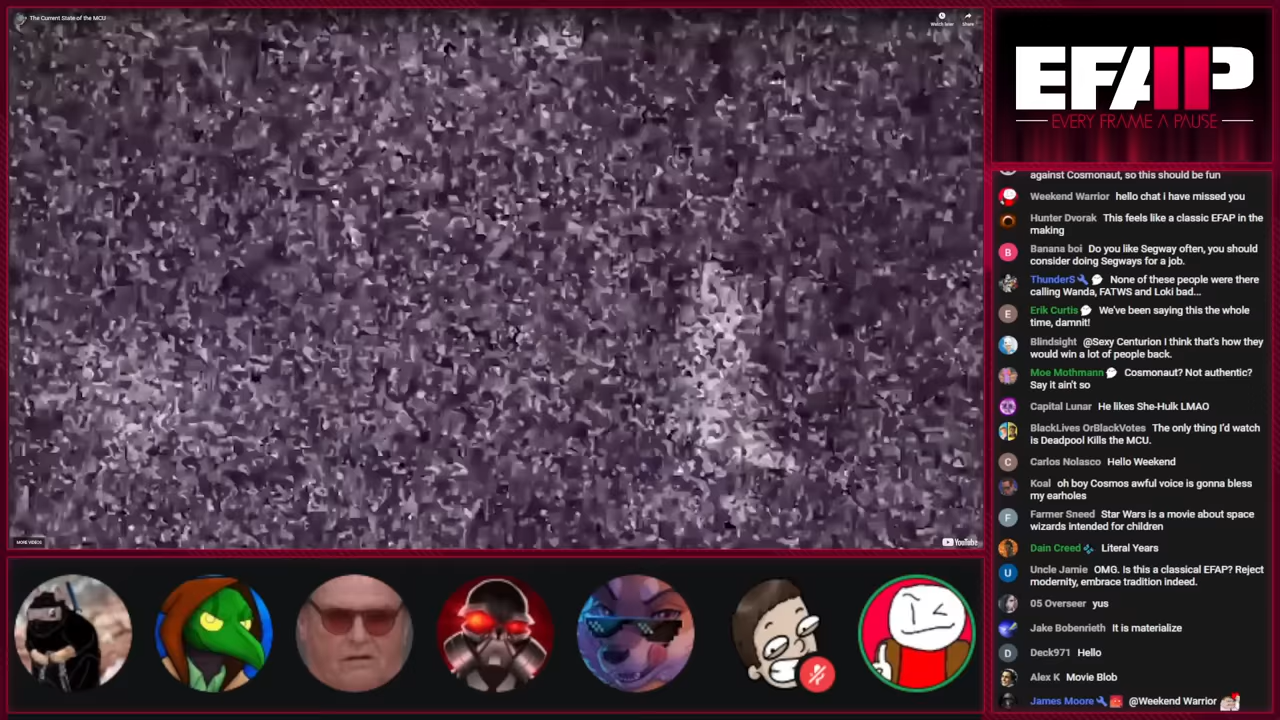 The Current State of the MCU
Watch later
Share
MORE VIDEOS
YouTube
EFAP
EVERY FRAME A PAUSE
against Cosmonaut, so this should be fun
Weekend Warrior hello chat i have missed you
Hunter Dvorak This feels like a classic EFAP in the
making
B
Banana boi Do you like Segway often, you should
consider doing Segways for a job.
ThunderS None of these people were there
calling Wanda, FATWS and Loki bad...
E
Erik Curtis We've been saying this the whole
time, damnit!
Blindsight @Sexy Centurion I think that's how they
would win a lot of people back.
Moe Mothmann Cosmonaut? Not authentic?
Say it ain't so
Capital Lunar He likes She-Hulk LMAO
BlackLives OrBlackVotes The only thing I'd watch
is Deadpool Kills the MCU.
C
Carlos Nolasco Hello Weekend
Koal oh boy Cosmos awful voice is gonna bless
my earholes
F
Farmer Sneed Star Wars is a movie about space
wizards intended for children
Dain Creed Literal Years
U
Uncle Jamie OMG. Is this a classical EFAP? Reject
modernity, embrace tradition indeed.
05 Overseer yus
Jake Bobenrieth It is materialize
D
Deck971 Hello
Alex K Movie Blob
James Moore @Weekend Warrior